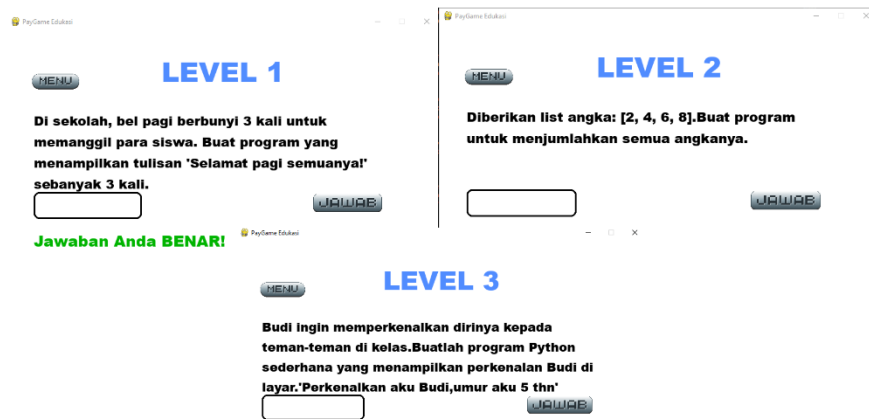 PayGame Edukasi
MENU
LEVEL 1
Di sekolah, bel pagi berbunyi 3 kali untuk
memanggil para siswa. Buat program yang
menampilkan tulisan 'Selamat pagi semuanya!'
sebanyak 3 kali.
JAWAB
Jawaban Anda BENAR!
PayGame Edukasi
MENU
LEVEL 2
Diberikan list angka: [2, 4, 6, 8].Buat program
untuk menjumlahkan semua angkanya.
JAWAB
PayGame Edukasi
MENU
LEVEL 3
Budi ingin memperkenalkan dirinya kepada
teman-teman di kelas.Buatlah program Python
sederhana yang menampilkan perkenalan Budi di
layar.'Perkenalkan aku Budi,umur aku 5 thn'
JAWAB